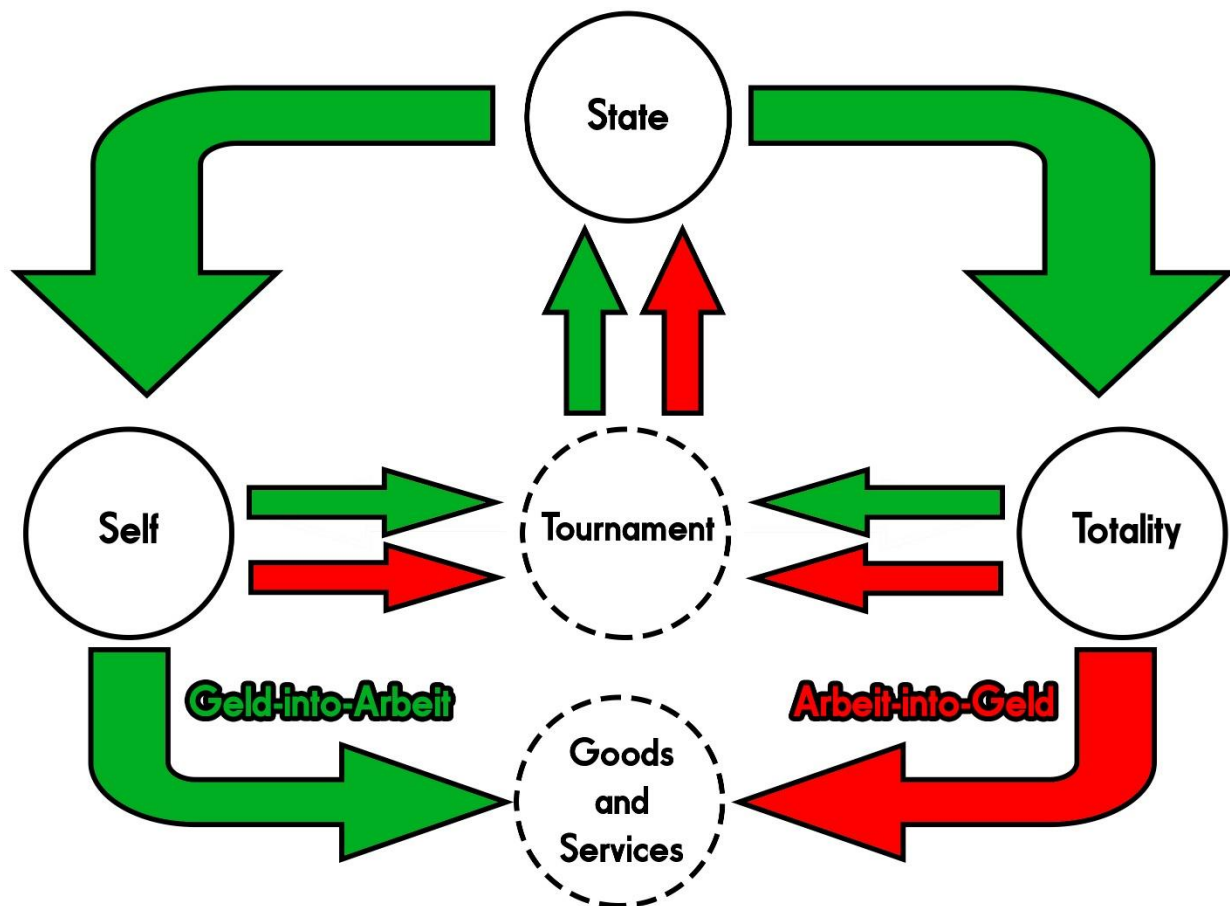 State
Self
Tournament
Totality
Geld-into-Arbeit
Arbeit-into-Geld
Goods
and
Services